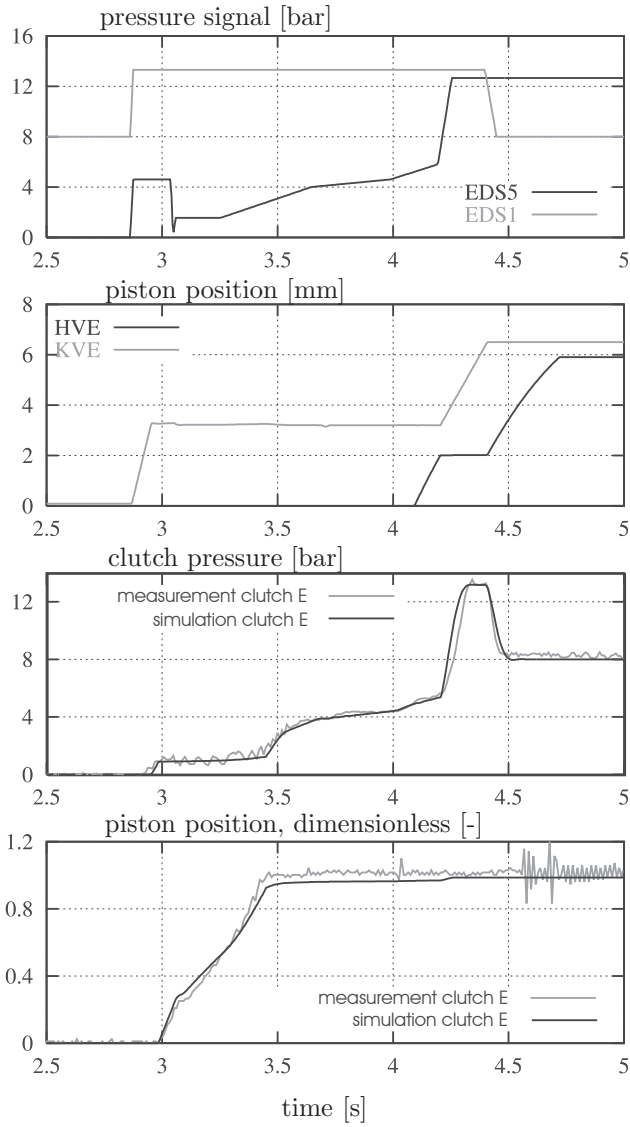 pressure signal [bar]
16
12
8
4
0
EDS5
EDS1
2.5 3 3.5 4 4.5 5
piston position [mm]
8
6
4
2
0
HVE
KVE
2.5 3 3.5 4 4.5 5
clutch pressure [bar]
12
8
4
0
measurement clutch E
simulation clutch E
2.5 3 3.5 4 4.5 5
piston position, dimensionless [-]
1.2
0.8
0.4
0
measurement clutch E
simulation clutch E
2.5 3 3.5 4 4.5 5
time [s]